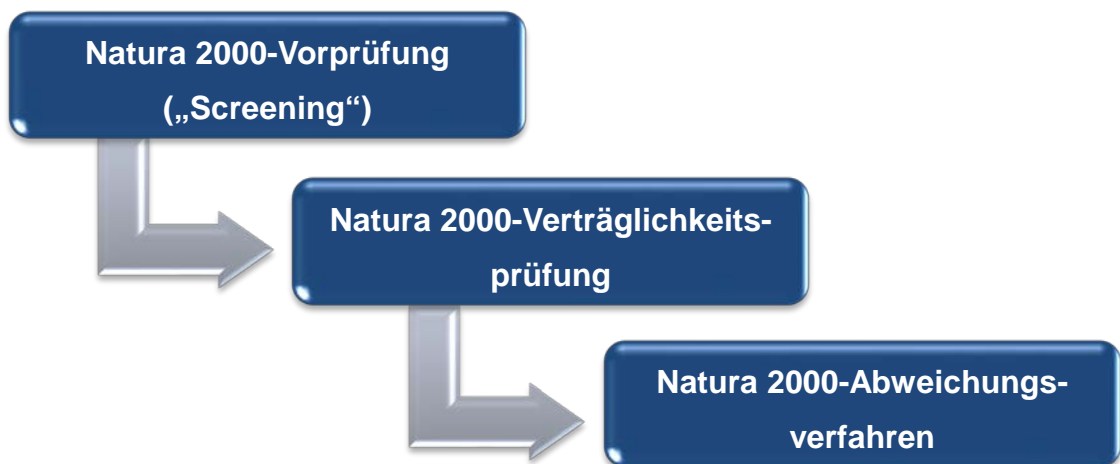 Natura 2000-Vorprüfung
(„Screening“)
Natura 2000-Verträglichkeits-
prüfung
Natura 2000-Abweichungs-
verfahren